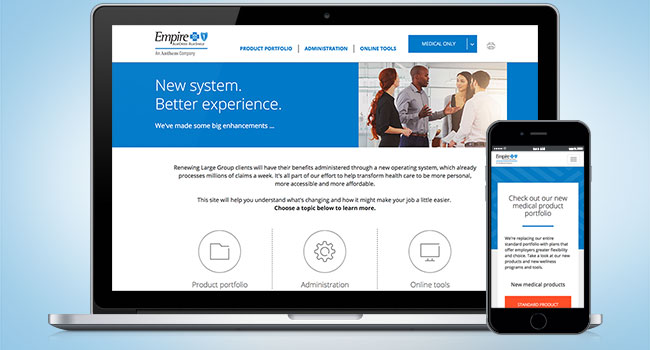 Empire
BlueCross BlueShield
An Anthem Company
PRODUCT PORTFOLIO
ADMINISTRATION
ONLINE TOOLS
MEDICAL ONLY
New system.
Better experience.
We've made some big enhancements ...
Renewing Large Group clients will have their benefits administered through a new operating system, which already
processes millions of claims a week. It's all part of our effort to help transform health care to be more personal,
more accessible and more affordable.
This site will help you understand what's changing and how it might make your job a little easier.
Choose a topic below to learn more.
Product portfolio
Administration
Online tools
Empire
Check out our new
medical product
portfolio
We're replacing our entire
standard portfolio with plans that
offer employers greater flexibility
and choice. Take a look at our new
products and new wellness
programs and tools.
New medical products
STANDARD PRODUCT